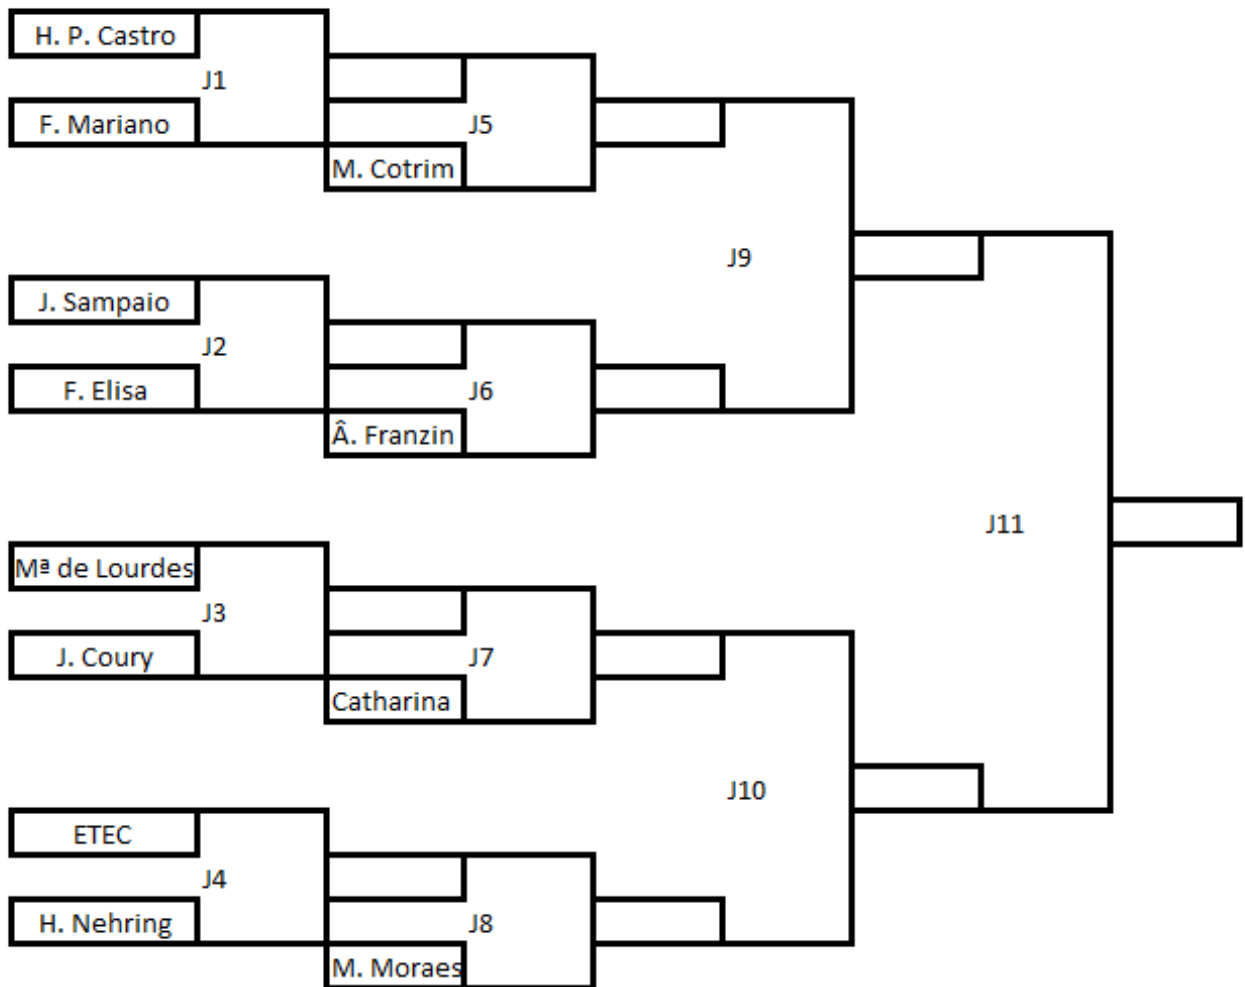 H. P. Castro
J1
F. Mariano
J5
M. Cotrim
J9
J. Sampaio
J2
F. Elisa
J6
Â. Franzin
J11
Mª de Lourdes
J3
J. Coury
J7
Catharina
J10
ETEC
J4
H. Nehring
J8
M. Moraes